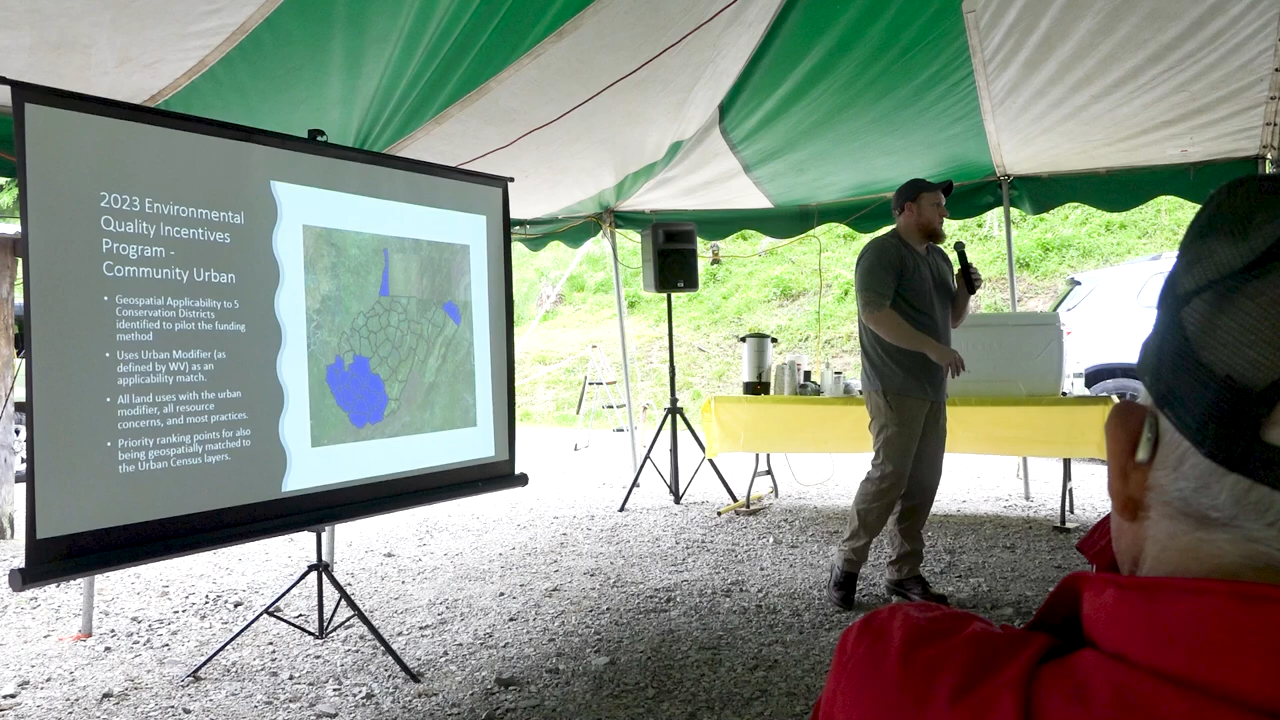 2023 Environmental
Quality Incentives
Program -
Community Urban
• Geospatial Applicability to 5
Conservation Districts
identified to pilot the funding
method
• Uses Urban Modifier (as
defined by WV) as an
applicability match.
• All land uses with the urban
modifier, all resource
concerns, and most practices.
• Priority ranking points for also
being geospatially matched to
the Urban Census layers.